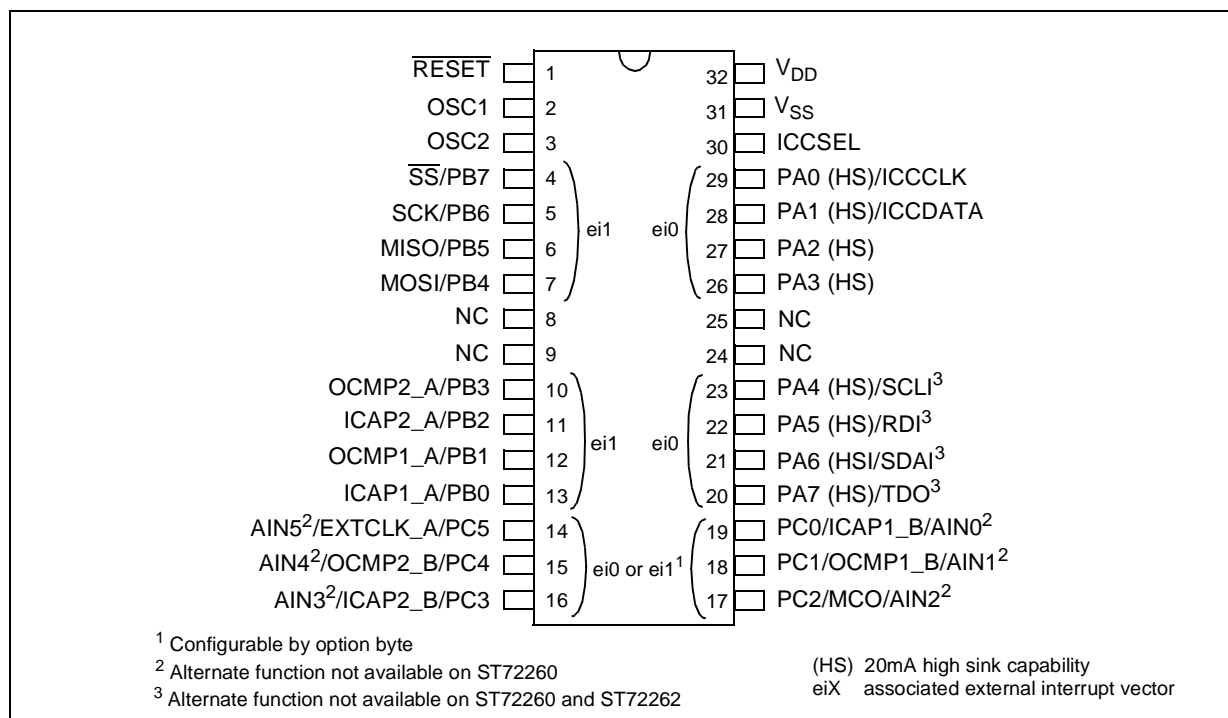 RESET 1 32 VDD
OSC1 2 31 VSS
OSC2 3 30 ICCSEL
SS/PB7 4 29 PA0 (HS)/ICCCLK
SCK/PB6 5 28 PA1 (HS)/ICCDATA
ei1 ei0
MISO/PB5 6 27 PA2 (HS)
MOSI/PB4 7 26 PA3 (HS)
NC 8 25 NC
NC 9 24 NC
OCMP2_A/PB3 10 23 PA4 (HS)/SCLI³
ICAP2_A/PB2 11 22 PA5 (HS)/RDI³
ei1 ei0
OCMP1_A/PB1 12 21 PA6 (HSI/SDAI³
ICAP1_A/PB0 13 20 PA7 (HS)/TDO³
AIN5²/EXTCLK_A/PC5 14 19 PC0/ICAP1_B/AIN0²
AIN4²/OCMP2_B/PC4 15 ei0 or ei1¹ 18 PC1/OCMP1_B/AIN1²
AIN3²/ICAP2_B/PC3 16 17 PC2/MCO/AIN2²
¹ Configurable by option byte
² Alternate function not available on ST72260
³ Alternate function not available on ST72260 and ST72262
(HS) 20mA high sink capability
eiX associated external interrupt vector